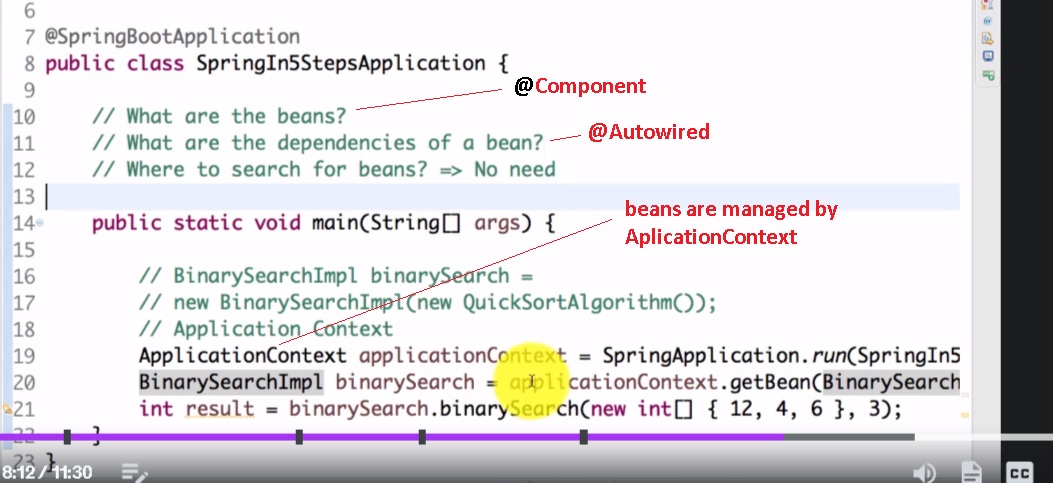 6
7 @SpringBootApplication
8 public class SpringIn5StepsApplication {
9
@Component
10 // What are the beans?
11 // What are the dependencies of a bean?
@Autowired
12 // Where to search for beans? => No need
13
beans are managed by
AplicationContext
14 public static void main(String[] args) {
15
16 // BinarySearchImpl binarySearch =
17 // new BinarySearchImpl(new QuickSortAlgorithm());
18 // Application Context
19 ApplicationContext applicationContext = SpringApplication.run(SpringIn5
20 BinarySearchImpl binarySearch = applicationContext.getBean(BinarySearch
21 int result = binarySearch.binarySearch(new int[] { 12, 4, 6 }, 3);
22 }
23 }
8:12 / 11:30
CC